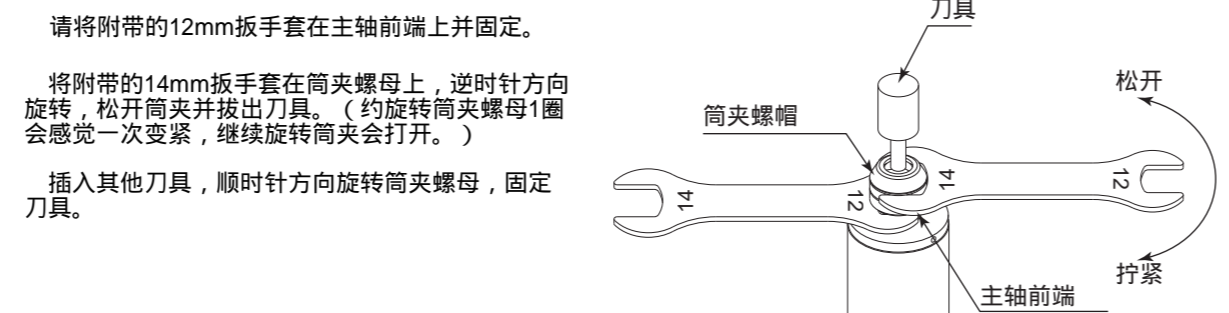 请将附带的12mm扳手套在主轴前端上并固定。
将附带的14mm扳手套在筒夹螺母上，逆时针方向
旋转，松开筒夹并拔出刀具。（约旋转筒夹螺母1圈
会感觉一次变紧，继续旋转筒夹会打开。）
插入其他刀具，顺时针方向旋转筒夹螺母，固定
刀具。
刀具
松开
筒夹螺帽
14
12
14
12
拧紧
主轴前端